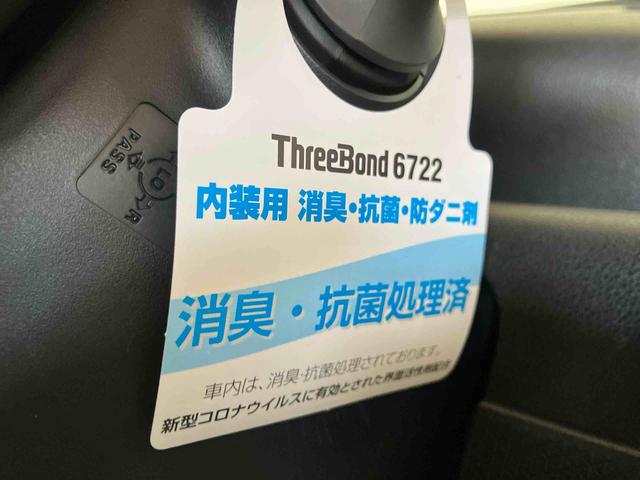 ThreeBond 6722
内装用 消臭・抗菌・防ダニ剤
消臭・抗菌処理済
車内は、消臭・抗菌処理されております。
新型コロナウイルスに有効とされた界面活性剤配合
PASS
LO
R